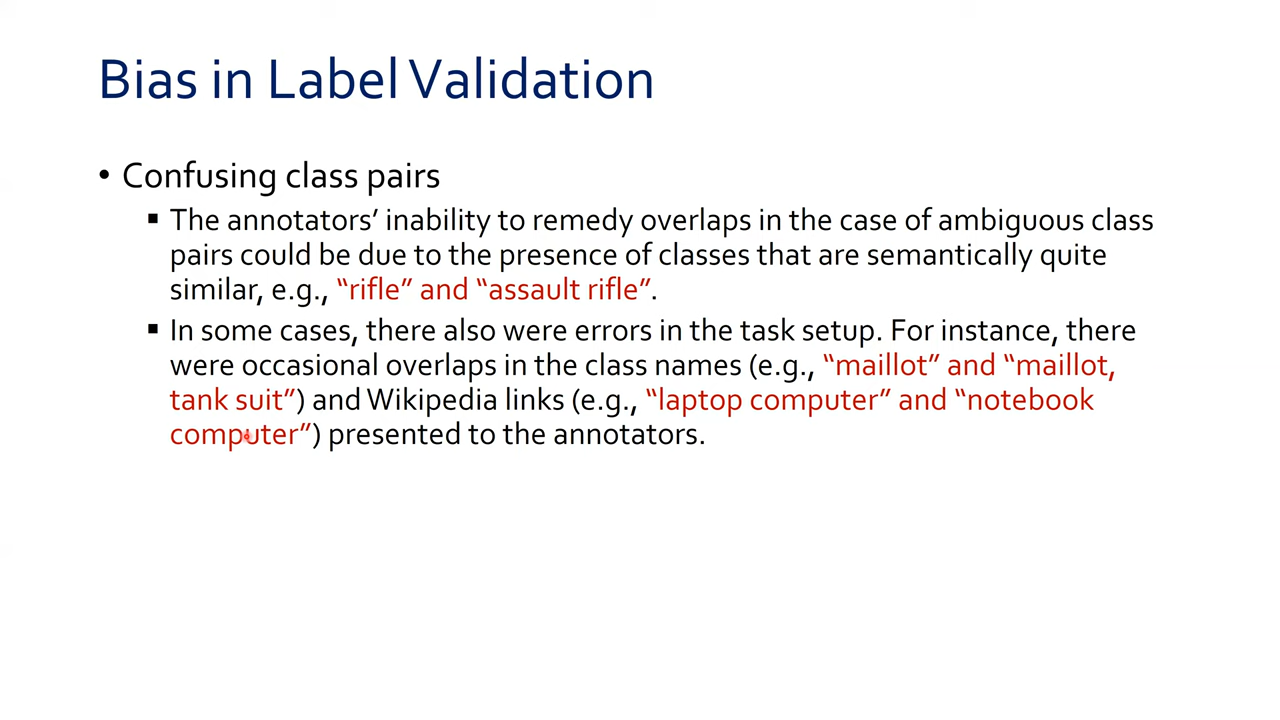 Bias in Label Validation
• Confusing class pairs
▪ The annotators’ inability to remedy overlaps in the case of ambiguous class
pairs could be due to the presence of classes that are semantically quite
similar, e.g., “rifle” and “assault rifle”.
▪ In some cases, there also were errors in the task setup. For instance, there
were occasional overlaps in the class names (e.g., “maillot” and “maillot,
tank suit”) and Wikipedia links (e.g., “laptop computer” and “notebook
computer”) presented to the annotators.